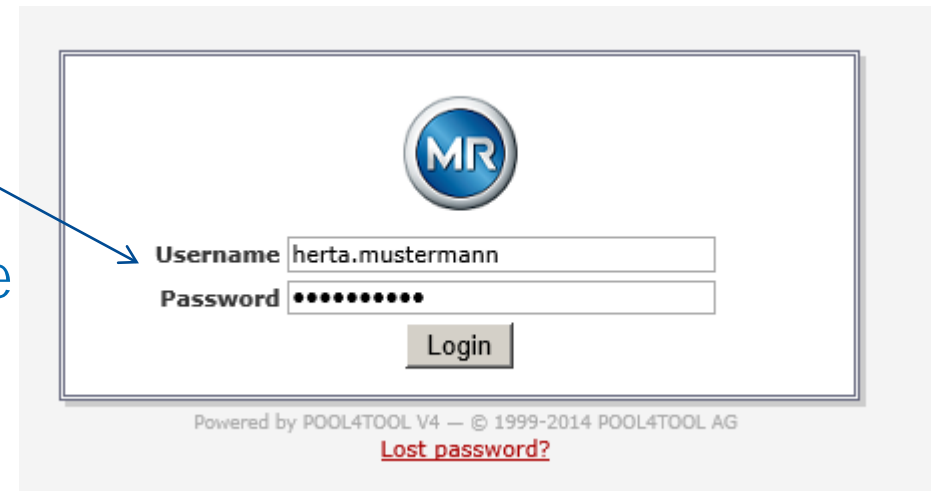 MR
Username herta.mustermann
e
Password ●●●●●●●●●●
Login
Powered by POOL4TOOL V4 — © 1999-2014 POOL4TOOL AG
Lost password?